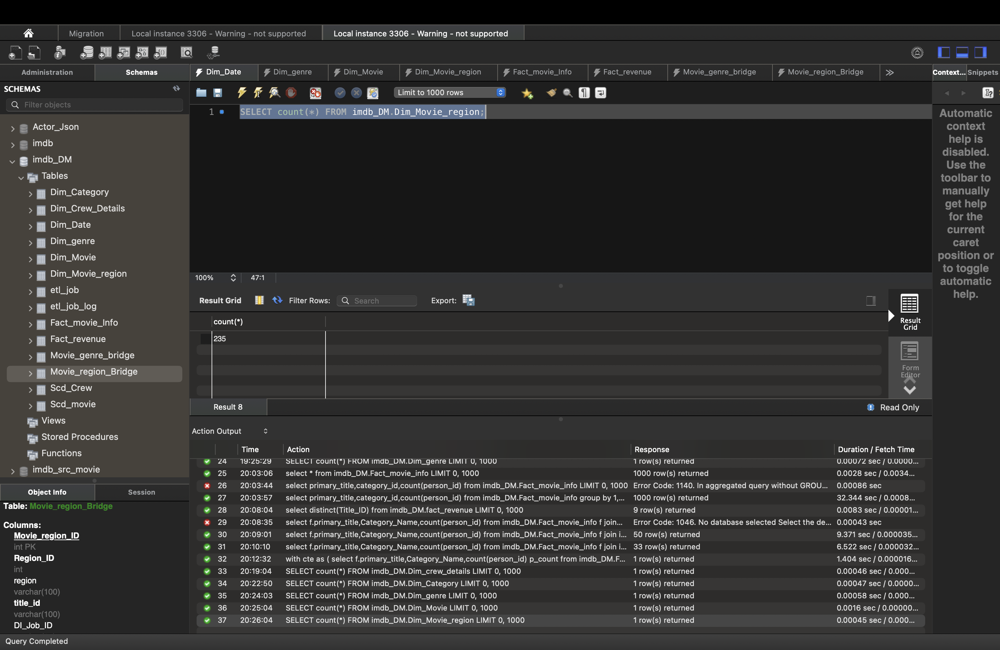 Migration
Local instance 3306 - Warning - not supported
Local instance 3306 - Warning - not supported
Administration
Schemas
Dim_Date
Dim_genre
Dim_Movie
Dim_Movie_region
Fact_movie_Info
Fact_revenue
Movie_genre_bridge
Movie_region_Bridge
Context...
Snippets
SCHEMAS
Filter objects
Limit to 1000 rows
1 SELECT count(*) FROM imdb_DM.Dim_Movie_region;
Actor_Json
imdb
imdb_DM
Tables
Dim_Category
Dim_Crew_Details
Dim_Date
Dim_genre
Dim_Movie
Dim_Movie_region
etl_job
etl_job_log
Fact_movie_Info
Fact_revenue
Movie_genre_bridge
Movie_region_Bridge
Scd_Crew
Scd_movie
Views
Stored Procedures
Functions
imdb_src_movie
Automatic
context
help is
disabled.
Use the
toolbar to
manually
get help
for the
current
caret
position or
to toggle
automatic
help.
100%
47:1
Result Grid
Filter Rows:
Search
Export:
count(*)
235
Result
Grid
Form
Editor
Result 8
Read Only
Action Output
Time Action Response Duration / Fetch Time
24 19:25:29 SELECT count(*) FROM imdb_DM.Dim_genre LIMIT 0, 1000 1 row(s) returned 0.00072 sec / 0.0000...
25 20:03:06 select * from imdb_DM.Fact_movie_info LIMIT 0, 1000 1000 row(s) returned 0.0028 sec / 0.0034...
26 20:03:44 select primary_title,category_id,count(person_id) from imdb_DM.Fact_movie_info LIMIT 0, 1000 Error Code: 1140. In aggregated query without GROU... 0.00086 sec
27 20:03:57 select primary_title,category_id,count(person_id) from imdb_DM.Fact_movie_info group by 1,... 1000 row(s) returned 32.344 sec / 0.0008...
28 20:08:04 select distinct(Title_ID) from imdb_DM.fact_revenue LIMIT 0, 1000 9 row(s) returned 0.0083 sec / 0.00001...
29 20:08:35 select f.primary_title,Category_Name,count(person_id) from imdb_DM.Fact_movie_info f join... Error Code: 1046. No database selected Select the de... 0.00043 sec
30 20:09:01 select f.primary_title,Category_Name,count(person_id) from imdb_DM.Fact_movie_info f join i... 50 row(s) returned 9.371 sec / 0.000035...
31 20:10:10 select f.primary_title,Category_Name,count(person_id) from imdb_DM.Fact_movie_info f join i... 33 row(s) returned 6.522 sec / 0.000032...
32 20:12:32 with cte as ( select f.primary_title,Category_Name,count(person_id) p_count from imdb_DM.F... 1 row(s) returned 1.404 sec / 0.000016...
33 20:19:04 SELECT count(*) FROM imdb_DM.Dim_crew_details LIMIT 0, 1000 1 row(s) returned 0.00046 sec / 0.000...
34 20:22:50 SELECT count(*) FROM imdb_DM.Dim_Category LIMIT 0, 1000 1 row(s) returned 0.00047 sec / 0.0000...
35 20:24:03 SELECT count(*) FROM imdb_DM.Dim_genre LIMIT 0, 1000 1 row(s) returned 0.00058 sec / 0.000...
36 20:25:04 SELECT count(*) FROM imdb_DM.Dim_Movie LIMIT 0, 1000 1 row(s) returned 0.0016 sec / 0.00000...
37 20:26:04 SELECT count(*) FROM imdb_DM.Dim_Movie_region LIMIT 0, 1000 1 row(s) returned 0.00045 sec / 0.000...
Object Info
Session
Table: Movie_region_Bridge
Columns:
Movie_region_ID
int PK
Region_ID
int
region
varchar(100)
title_id
varchar(100)
DI_Job_ID
Query Completed